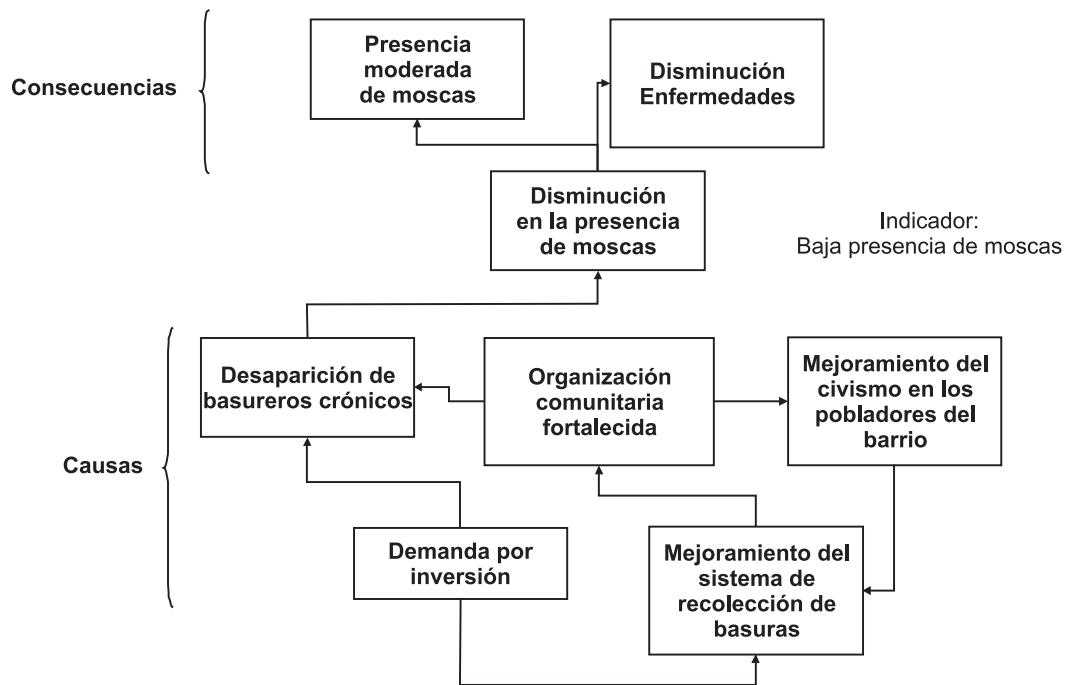 Consecuencias
Presencia
moderada
de moscas
Disminución
Enfermedades
Disminución
en la presencia
de moscas
Indicador:
Baja presencia de moscas
Causas
Desaparición de
basureros crónicos
Organización
comunitaria
fortalecida
Mejoramiento del
civismo en los
pobladores del
barrio
Demanda por
inversión
Mejoramiento del
sistema de
recolección de
basuras